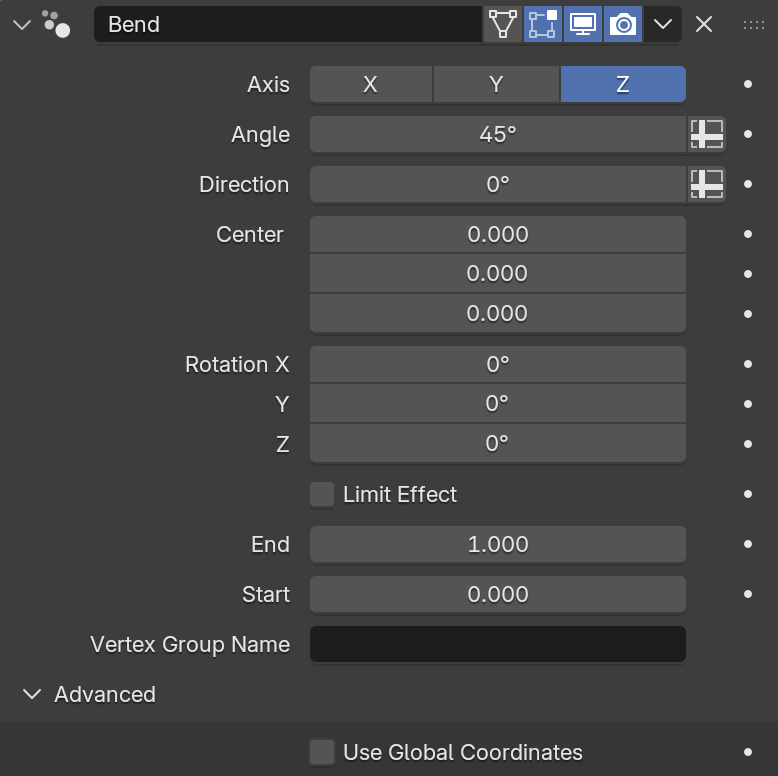 Bend
Axis X Y Z
Angle 45°
Direction 0°
Center 0.000
0.000
0.000
Rotation X 0°
Y 0°
Z 0°
Limit Effect
End 1.000
Start 0.000
Vertex Group Name
Advanced
Use Global Coordinates